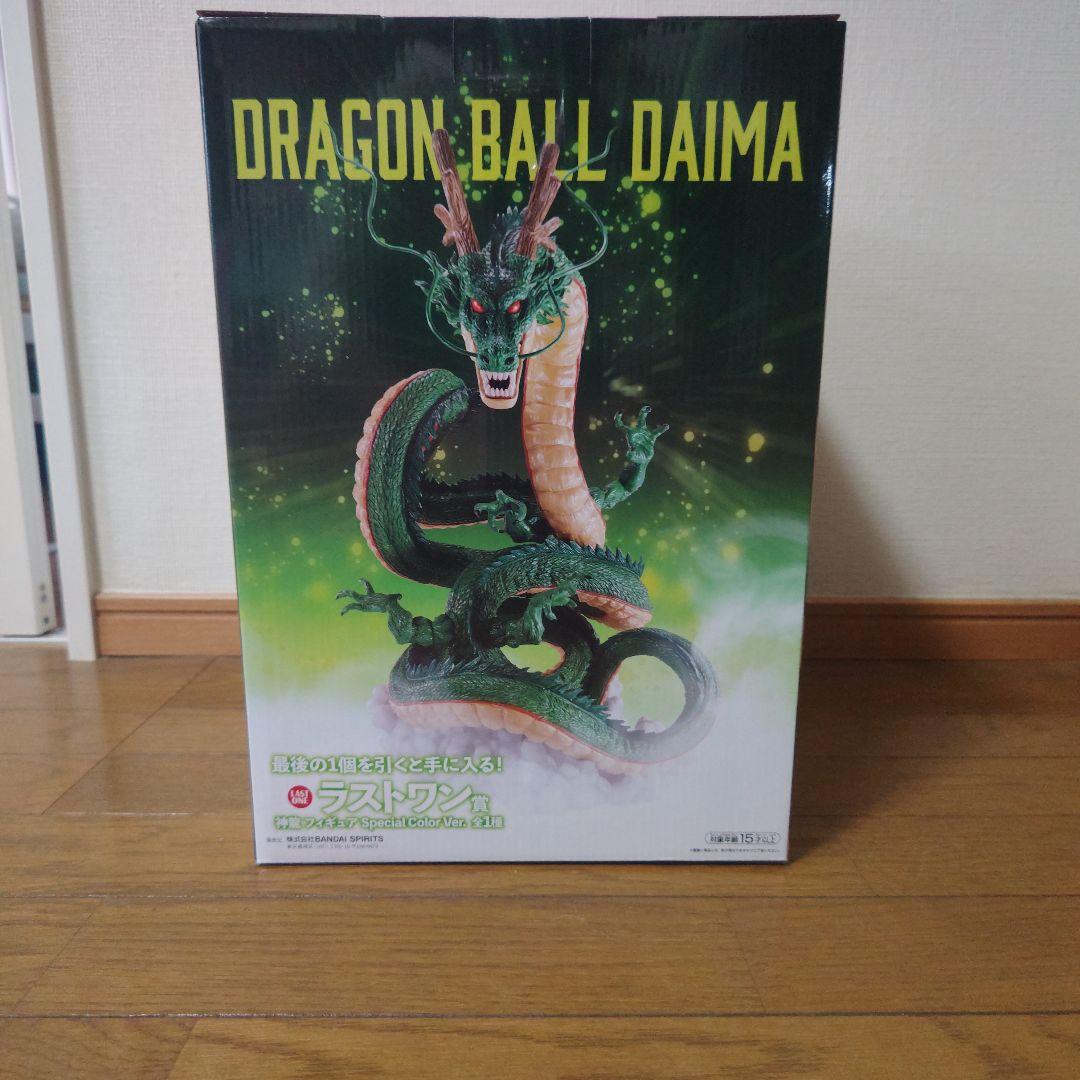 DRAGON BALL DAIMA
最後の1個を引くと手に入る!
LAST ONE
ラストワン賞
神龍 フィギュア Special Color Ver. 全1種
株式会社BANDAI SPIRITS
対象年齢15才以上